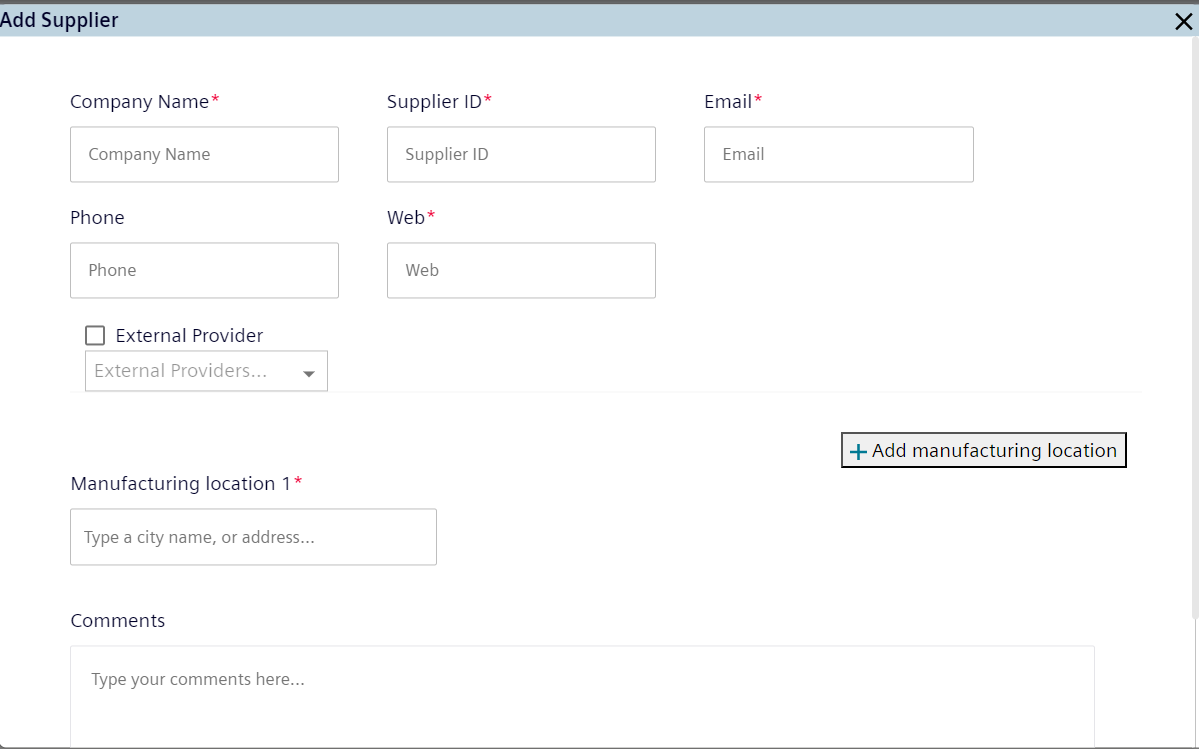 Add Supplier
Company Name* Supplier ID* Email*
Company Name Supplier ID Email
Phone Web*
Phone Web
External Provider
External Providers...
Add manufacturing location
Manufacturing location 1*
Type a city name, or address...
Comments
Type your comments here...